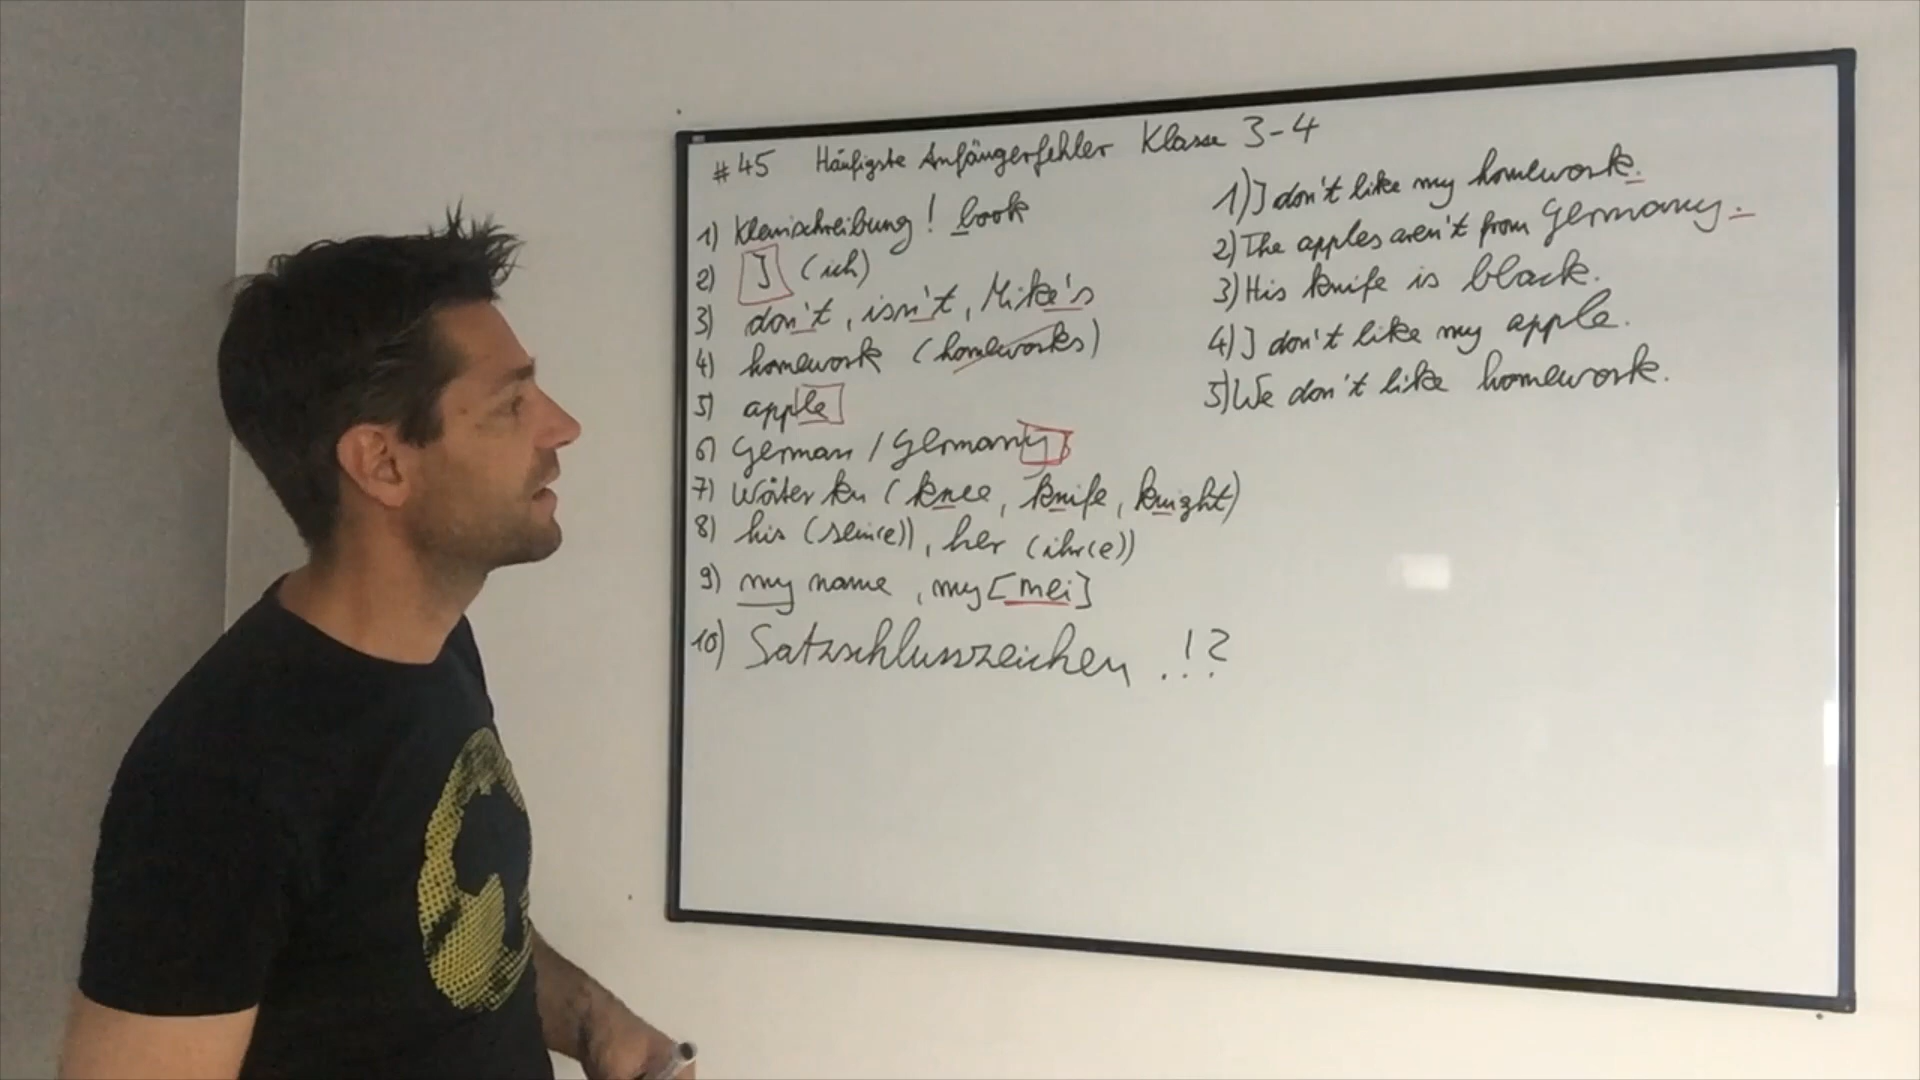 #45 Häufigste Anfängerfehler Klasse 3-4
1) Kleinschreibung! book
2) I (ich)
3) don't, isn't, Mike's
4) homework (homeworks)
5) apple
6) German / Germany
7) Wörter kn (knee, knife, knight)
8) his (sein(e)), her (ihr(e))
9) my name, my [mei]
10) Satzschlusszeichen .!?
1) I don't like my homework.
2) The apples aren't from Germany.
3) His knife is black.
4) I don't like my apple.
5) We don't like homework.